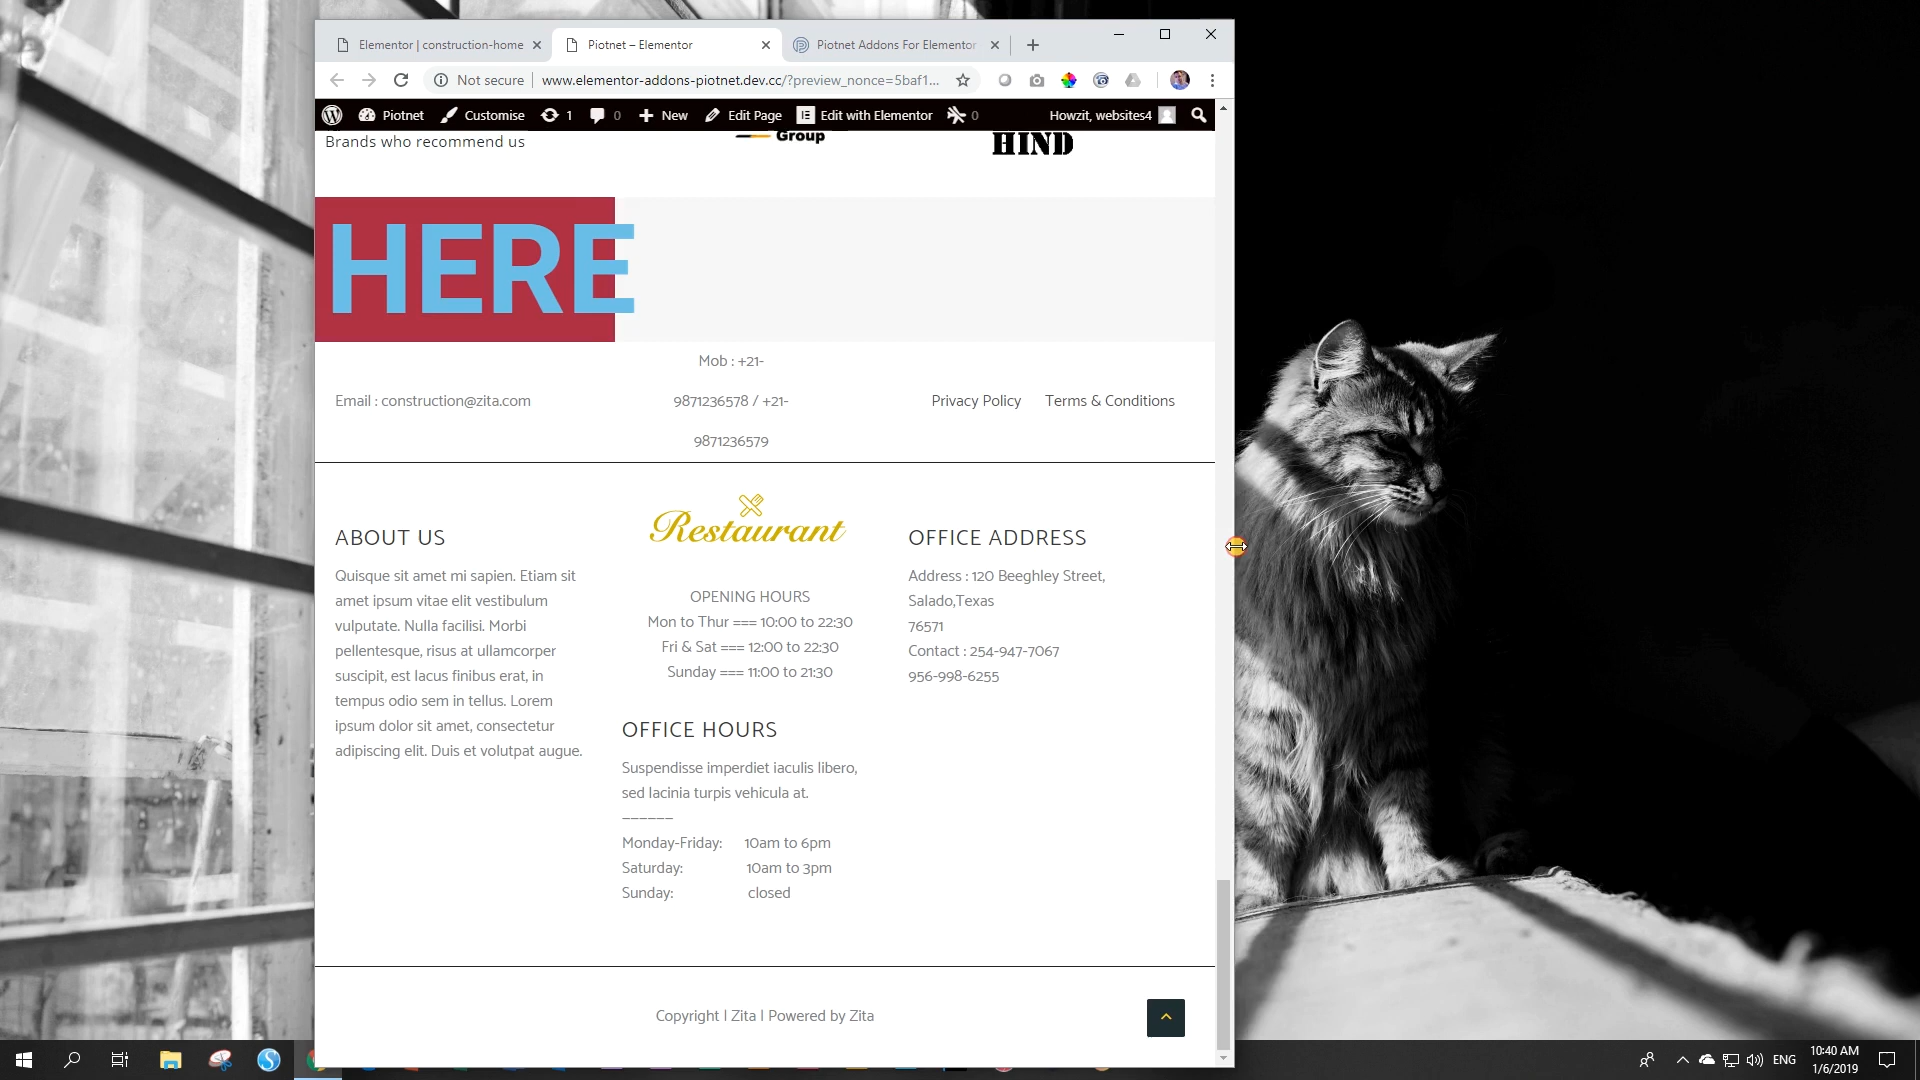 Elementor | construction-home
Piotnet – Elementor
Piotnet Addons For Elementor
Not secure
www.elementor-addons-piotnet.dev.cc/?preview_nonce=5baf1...
Piotnet
Customise
1
0
New
Edit Page
Edit with Elementor
0
Howzit, websites4
Brands who recommend us
Group
HIND
HERE
Email : construction@zita.com
Mob : +21-
9871236578 / +21-
9871236579
Privacy Policy
Terms & Conditions
ABOUT US
Quisque sit amet mi sapien. Etiam sit
amet ipsum vitae elit vestibulum
vulputate. Nulla facilisi. Morbi
pellentesque, risus at ullamcorper
suscipit, est lacus finibus erat, in
tempus odio sem in tellus. Lorem
ipsum dolor sit amet, consectetur
adipiscing elit. Duis et volutpat augue.
Restaurant
OPENING HOURS
Mon to Thur === 10:00 to 22:30
Fri & Sat === 12:00 to 22:30
Sunday === 11:00 to 21:30
OFFICE HOURS
Suspendisse imperdiet iaculis libero,
sed lacinia turpis vehicula at.
––––––
Monday-Friday: 10am to 6pm
Saturday: 10am to 3pm
Sunday: closed
OFFICE ADDRESS
Address : 120 Beeghley Street,
Salado,Texas
76571
Contact : 254-947-7067
956-998-6255
Copyright | Zita | Powered by Zita
ENG
10:40 AM
1/6/2019